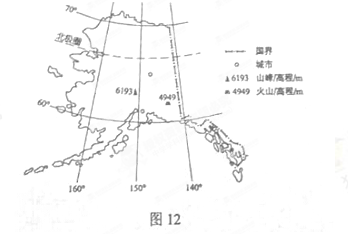 70°
北极圈
6193
4949
60°
160°
150°
140°
国界
城市
6193 山峰/高程/m
4949 火山/高程/m
图12